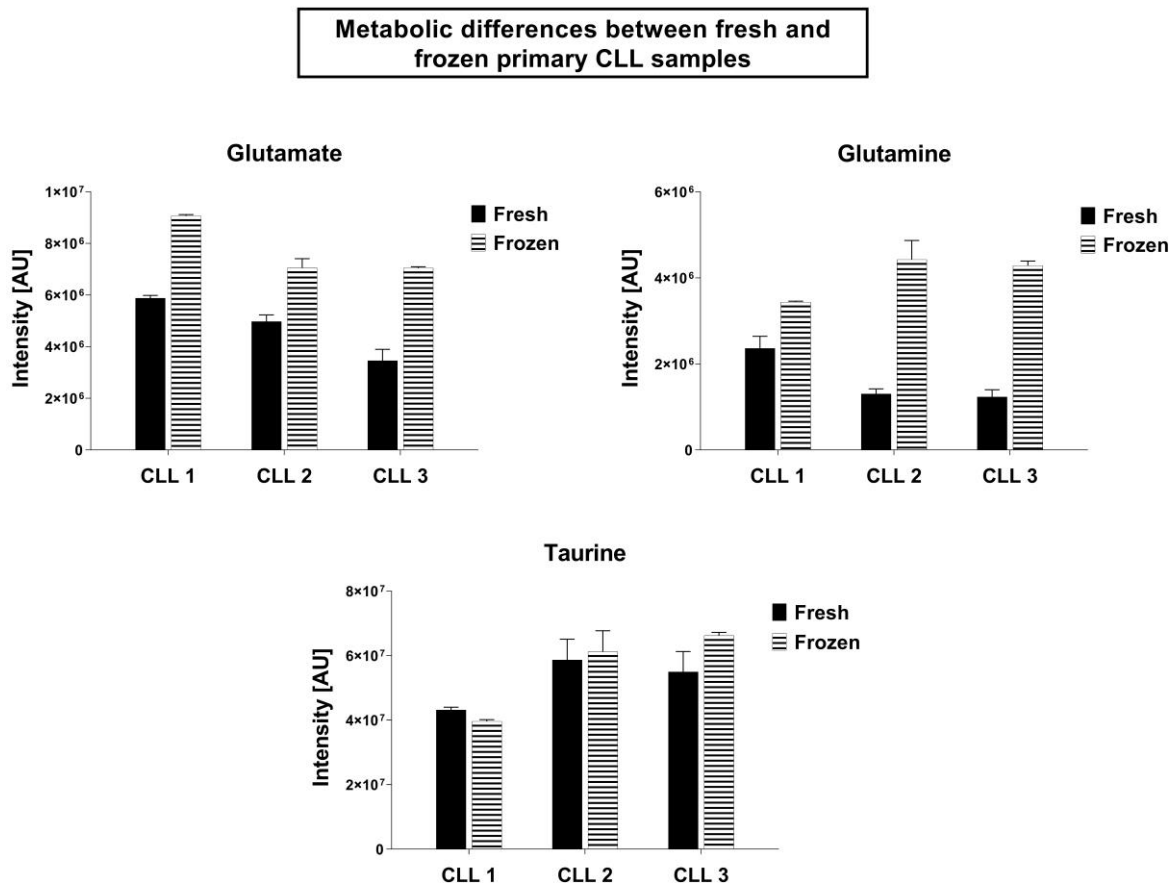 Metabolic differences between fresh and
frozen primary CLL samples
Glutamate
Intensity [AU]
1×10⁷
8×10⁶
6×10⁶
4×10⁶
2×10⁶
0
CLL 1 CLL 2 CLL 3
Fresh
Frozen
Glutamine
Intensity [AU]
6×10⁶
4×10⁶
2×10⁶
0
CLL 1 CLL 2 CLL 3
Fresh
Frozen
Taurine
Intensity [AU]
8×10⁷
6×10⁷
4×10⁷
2×10⁷
0
CLL 1 CLL 2 CLL 3
Fresh
Frozen